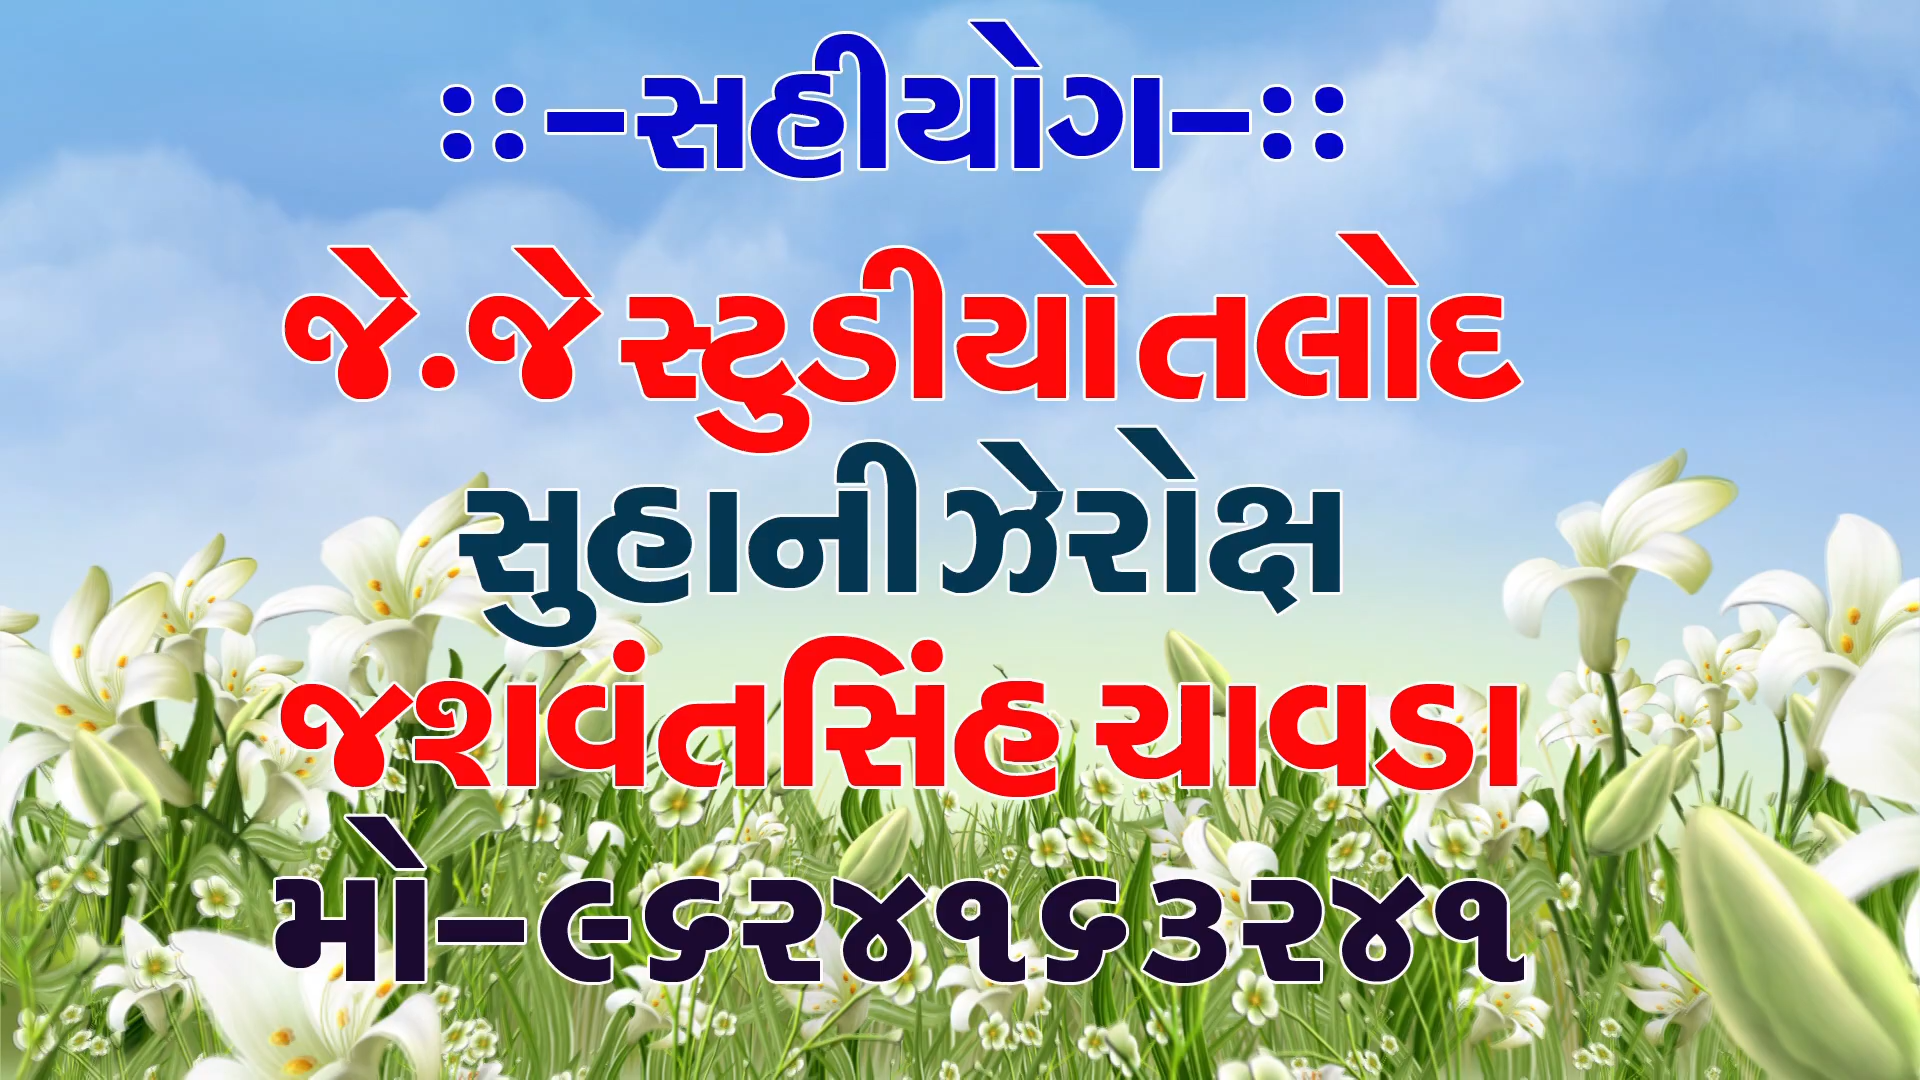 ::-સહીયોગ-::
જે.જે સ્ટુડીયો તલોદ
સુહાની ઝેરોક્ષ
જશવંતસિંહ ચાવડા
મો-૯૬૨૪૧૬૩૨૪૧